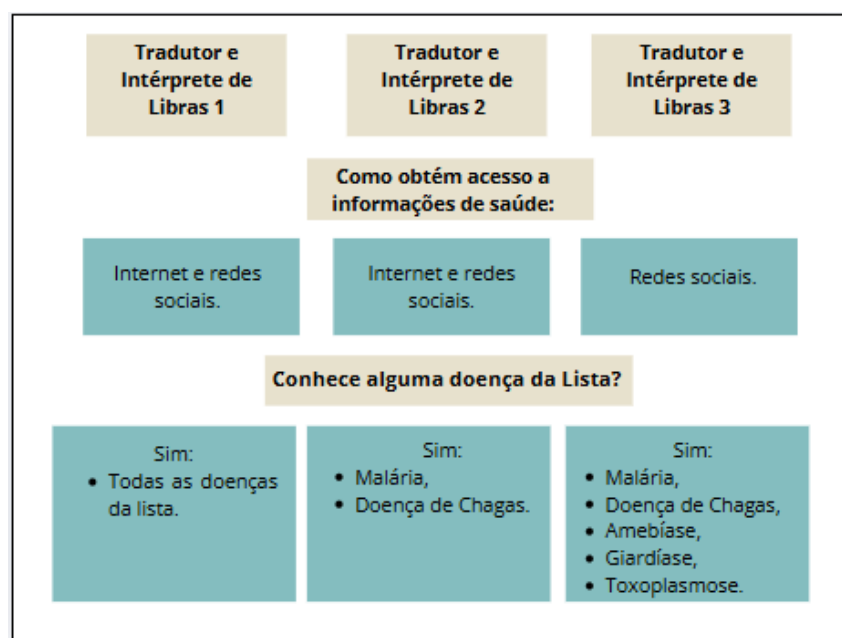 Tradutor e
Intérprete de
Libras 1
Tradutor e
Intérprete de
Libras 2
Tradutor e
Intérprete de
Libras 3
Como obtém acesso a
informações de saúde:
Internet e redes
sociais.
Internet e redes
sociais.
Redes sociais.
Conhece alguma doença da Lista?
Sim:
• Todas as doenças
da lista.
Sim:
• Malária,
• Doença de Chagas.
Sim:
• Malária,
• Doença de Chagas,
• Amebíase,
• Giardíase,
• Toxoplasmose.